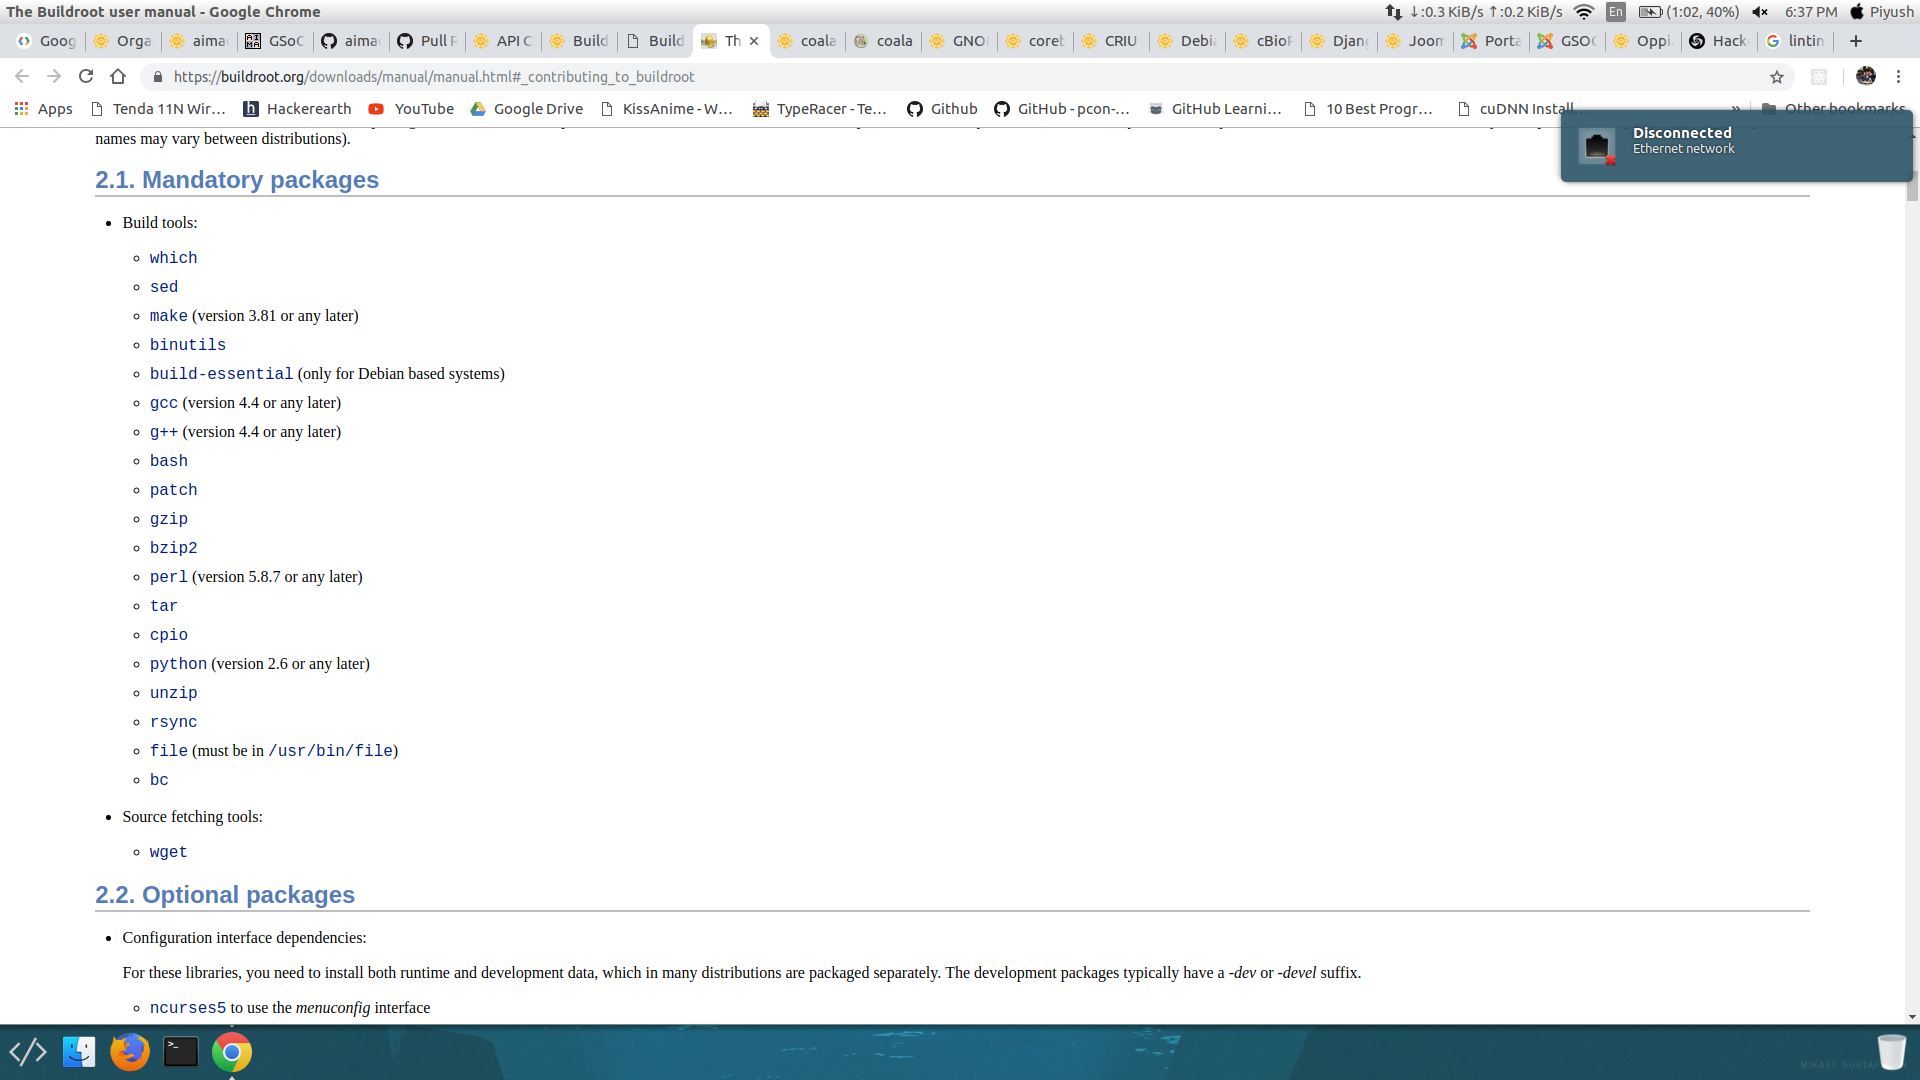 The Buildroot user manual - Google Chrome
↓:0.3 KiB/s ↑:0.2 KiB/s En (1:02, 40%) 6:37 PM Piyush
Goog Orga aima GSoC aima Pull R API C Build Build Th coala coala GNO coreb CRIU Debi cBioP Djang Joom Porta GSOC Oppi Hack lintin
https://buildroot.org/downloads/manual/manual.html#_contributing_to_buildroot
Apps Tenda 11N Wir... Hackerearth YouTube Google Drive KissAnime - W... TypeRacer - Te... Github GitHub - pcon-... GitHub Learni... 10 Best Progr... cuDNN Install... » Other bookmarks
Disconnected
Ethernet network
names may vary between distributions).
2.1. Mandatory packages
• Build tools:
◦ which
◦ sed
◦ make (version 3.81 or any later)
◦ binutils
◦ build-essential (only for Debian based systems)
◦ gcc (version 4.4 or any later)
◦ g++ (version 4.4 or any later)
◦ bash
◦ patch
◦ gzip
◦ bzip2
◦ perl (version 5.8.7 or any later)
◦ tar
◦ cpio
◦ python (version 2.6 or any later)
◦ unzip
◦ rsync
◦ file (must be in /usr/bin/file)
◦ bc
• Source fetching tools:
◦ wget
2.2. Optional packages
• Configuration interface dependencies:
For these libraries, you need to install both runtime and development data, which in many distributions are packaged separately. The development packages typically have a -dev or -devel suffix.
◦ ncurses5 to use the menuconfig interface